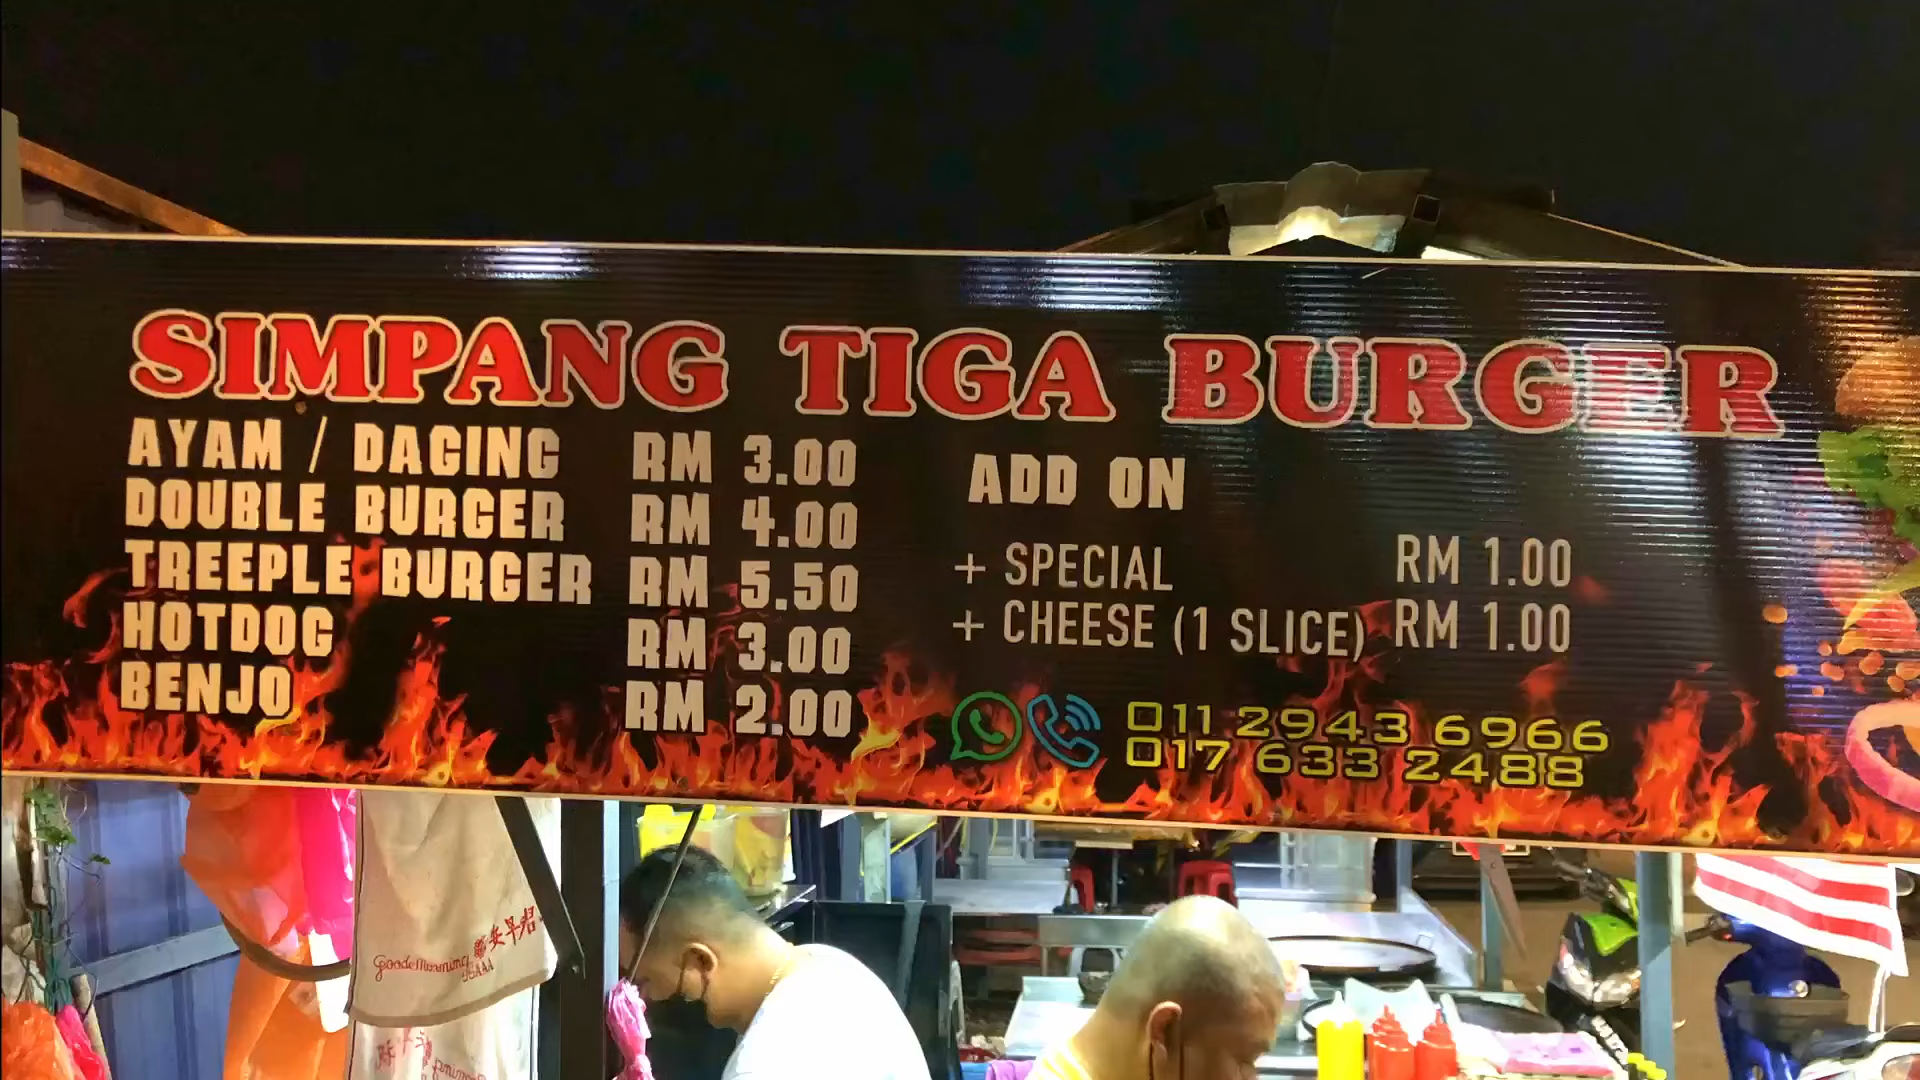 SIMPANG TIGA BURGER
AYAM / DAGING RM 3.00
DOUBLE BURGER RM 4.00
TREEPLE BURGER RM 5.50
HOTDOG RM 3.00
BENJO RM 2.00
ADD ON
+ SPECIAL RM 1.00
+ CHEESE (1 SLICE) RM 1.00
011 2943 6966
017 633 2488
Good Morning